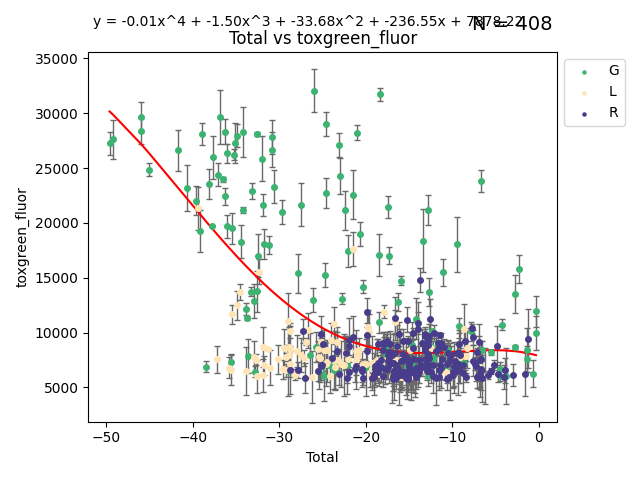 y = -0.01x^4 + -1.50x^3 + -33.68x^2 + -236.55x + 7878.22
N = 408
Total vs toxgreen_fluor
35000
30000
25000
20000
15000
10000
5000
toxgreen_fluor
−50
−40
−30
−20
−10
0
Total
G
L
R